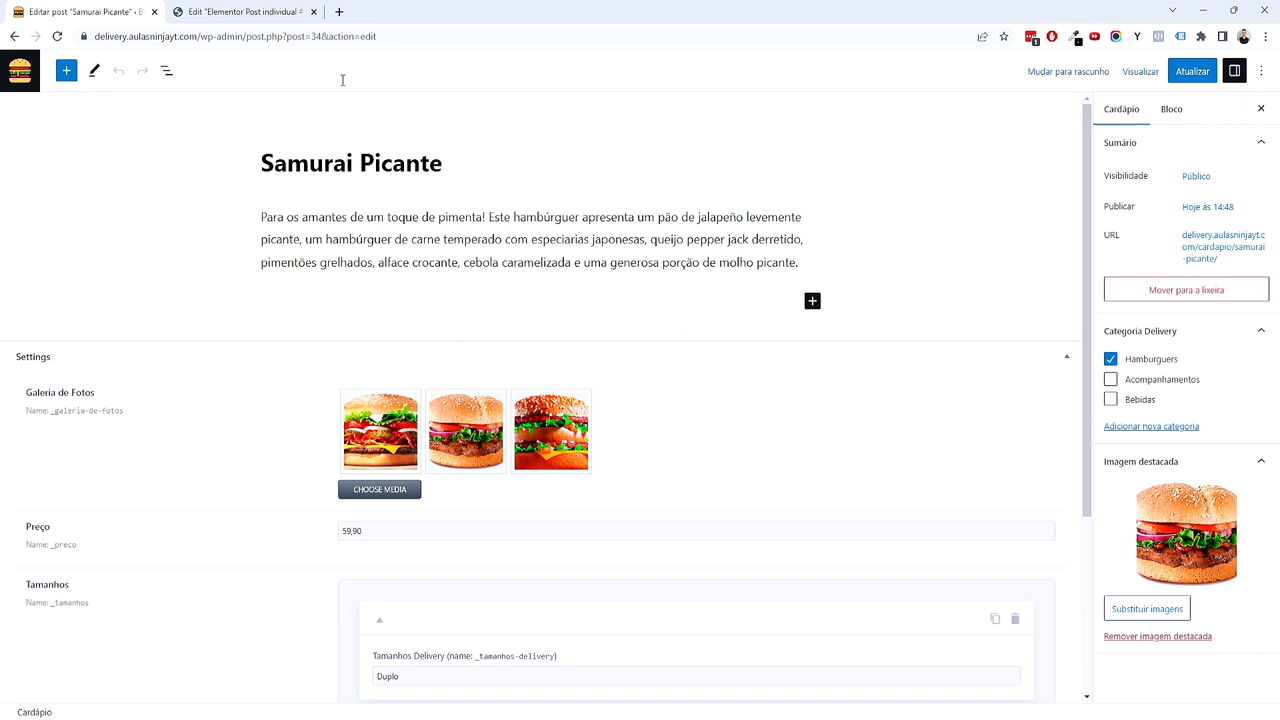 Editar post "Samurai Picante" ‹ B
Edit "Elementor Post individual #
delivery.aulasninjayt.com/wp-admin/post.php?post=34&action=edit
Mudar para rascunho
Visualizar
Atualizar
Cardápio
Bloco
Samurai Picante
Para os amantes de um toque de pimenta! Este hambúrguer apresenta um pão de jalapeño levemente
picante, um hambúrguer de carne temperado com especiarias japonesas, queijo pepper jack derretido,
pimentões grelhados, alface crocante, cebola caramelizada e uma generosa porção de molho picante.
Sumário
Visibilidade
Público
Publicar
Hoje às 14:48
URL
delivery.aulasninjayt.c
om/cardapio/samurai
-picante/
Mover para a lixeira
Categoria Delivery
Hamburguers
Acompanhamentos
Bebidas
Adicionar nova categoria
Imagem destacada
Substituir imagens
Remover imagem destacada
Settings
Galeria de Fotos
Name: _galeria-de-fotos
CHOOSE MEDIA
Preço
Name: _preco
59,90
Tamanhos
Name: _tamanhos
Tamanhos Delivery (name: _tamanhos-delivery)
Duplo
Cardápio